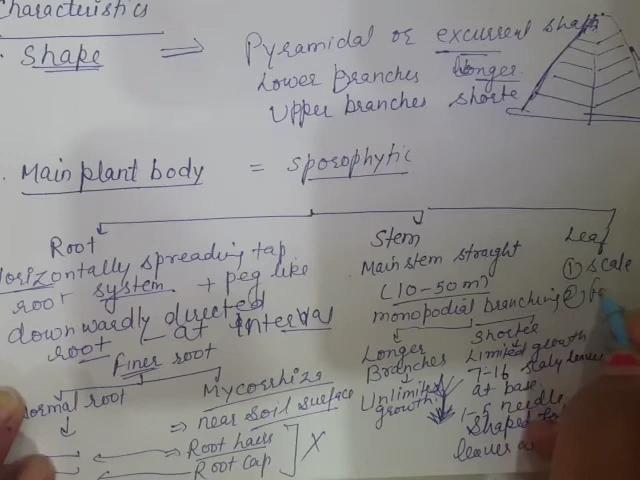 Characteristics
Shape ⇒ Pyramidal or excurrent shape
Lower Branches longer
Upper branches shorte
Main plant body = Sporophytic
Root
Horizontally spreading tap
root system + peg like
downwardly directed
root - at interval
Finer root
Normal root
Mycorrhiza
⇒ near soil surface
⇒ Root hairs
Root cap ] X
Stem
Main stem straight
(10-50m)
monopodial branching
Longer
Branches
Unlimited
growth
Shorter
Limited growth
7-16 scaly leaves
at base
1-5 needle
shaped
leaves
Leaf
① scale
②